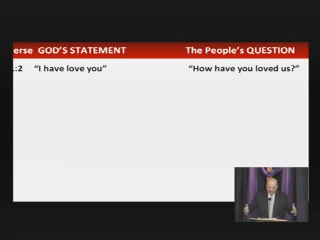 erse GOD'S STATEMENT The People's QUESTION
:2 "I have love you" "How have you loved us?"